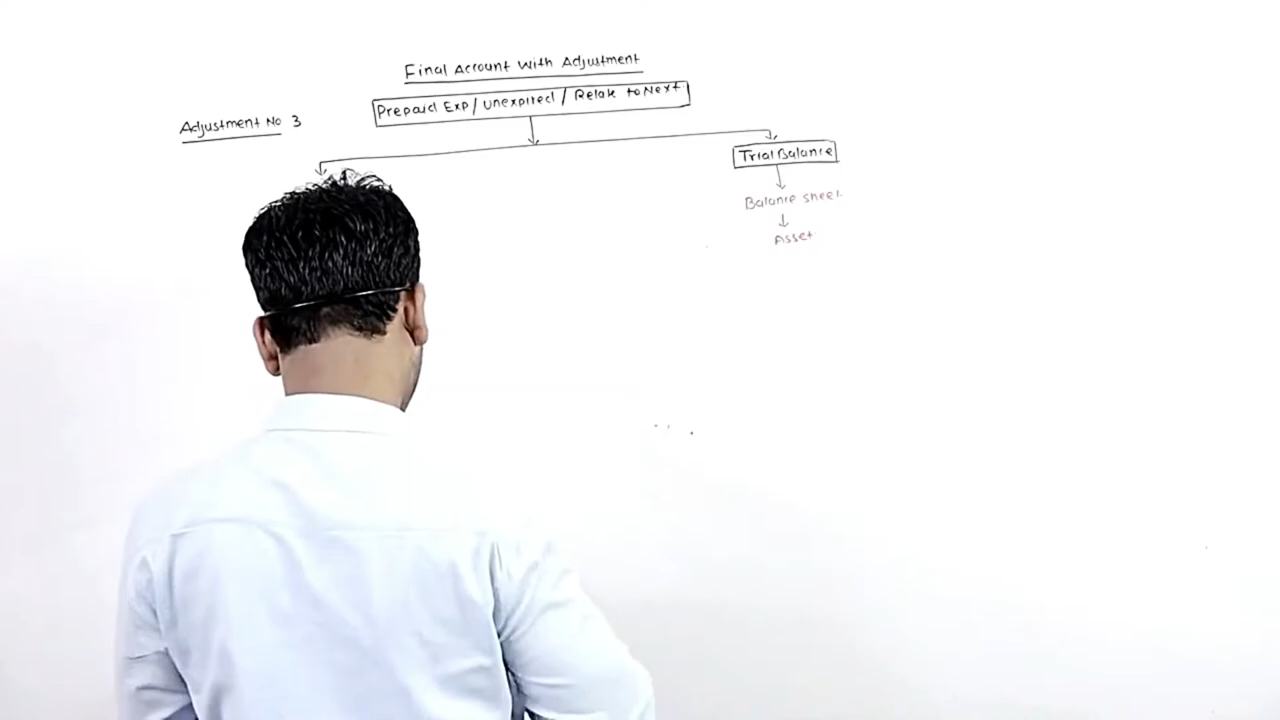 Final Account With Adjustment
Prepaid Exp/Unexpired/Relate to Next
Adjustment No 3
Trial Balance
Balance sheet
Asset